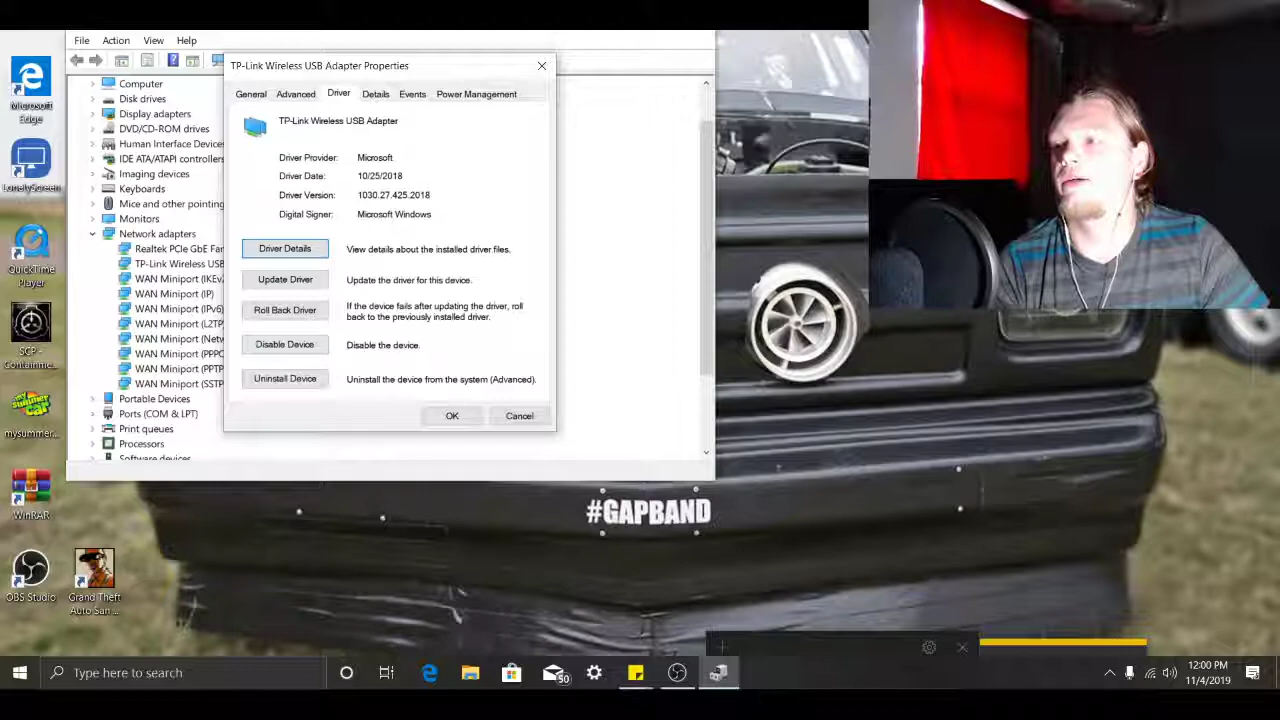 File Action View Help
TP-Link Wireless USB Adapter Properties
General Advanced Driver Details Events Power Management
TP-Link Wireless USB Adapter
Driver Provider: Microsoft
Driver Date: 10/25/2018
Driver Version: 1030.27.425.2018
Digital Signer: Microsoft Windows
Driver Details View details about the installed driver files.
Update Driver Update the driver for this device.
Roll Back Driver If the device fails after updating the driver, roll
back to the previously installed driver.
Disable Device Disable the device.
Uninstall Device Uninstall the device from the system (Advanced).
OK Cancel
Computer
Disk drives
Display adapters
DVD/CD-ROM drives
Human Interface Devices
IDE ATA/ATAPI controllers
Imaging devices
Keyboards
Mice and other pointing
Monitors
Network adapters
Realtek PCIe GbE Far
TP-Link Wireless USB
WAN Miniport (IKEv
WAN Miniport (IP)
WAN Miniport (IPv6)
WAN Miniport (L2TP
WAN Miniport (Netw
WAN Miniport (PPPO
WAN Miniport (PPTP
WAN Miniport (SSTP
Portable Devices
Ports (COM & LPT)
Print queues
Processors
Software devices
Microsoft
Edge
LonelyScreen
QuickTime
Player
SCP -
Containme...
mysummer...
WinRAR
OBS Studio
Grand Theft
Auto San ...
#GAPBAND
Type here to search
50
12:00 PM
11/4/2019